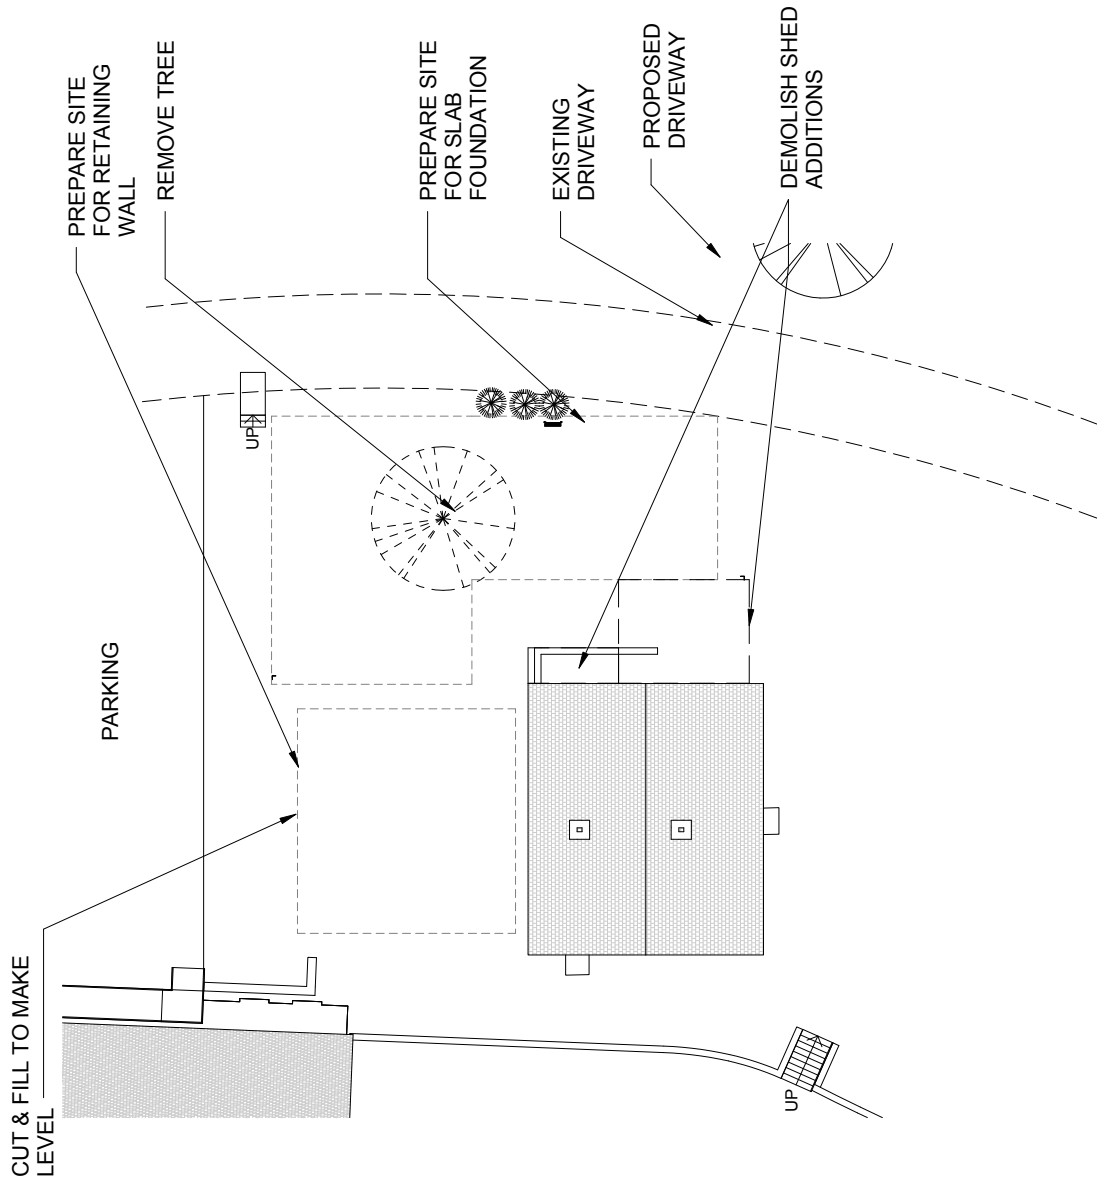 PREPARE SITE
FOR RETAINING
WALL
REMOVE TREE
PREPARE SITE
FOR SLAB
FOUNDATION
EXISTING
DRIVEWAY
PROPOSED
DRIVEWAY
DEMOLISH SHED
ADDITIONS
UP
PARKING
CUT & FILL TO MAKE
LEVEL
UP